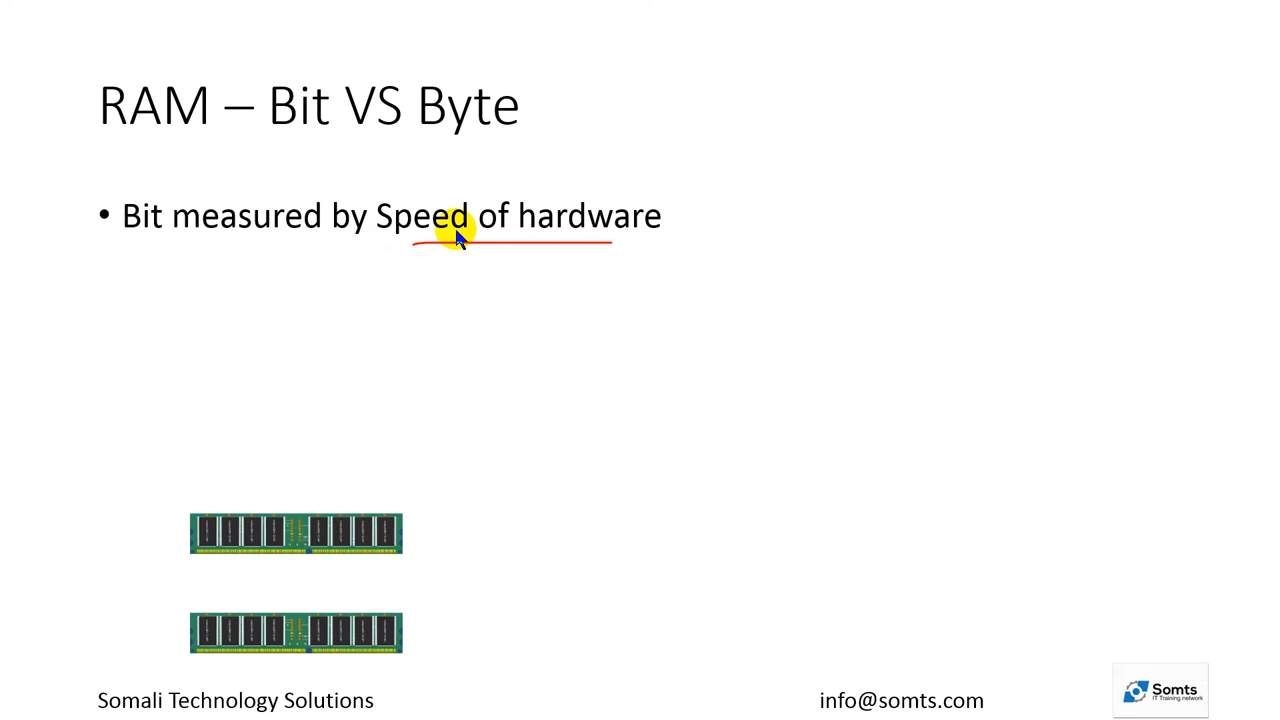 RAM – Bit VS Byte
• Bit measured by Speed of hardware
Somali Technology Solutions
info@somts.com
Somts
IT Training network